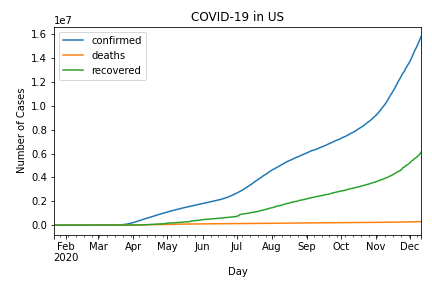 COVID-19 in US
1e7
confirmed
deaths
recovered
1.6
1.4
1.2
1.0
0.8
0.6
0.4
0.2
0.0
Number of Cases
Feb Mar Apr May Jun Jul Aug Sep Oct Nov Dec
2020
Day